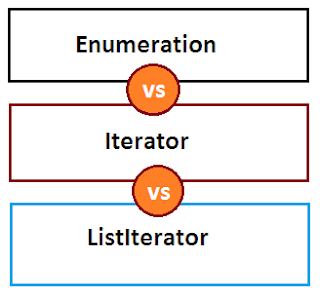 Enumeration
vs
Iterator
vs
ListIterator